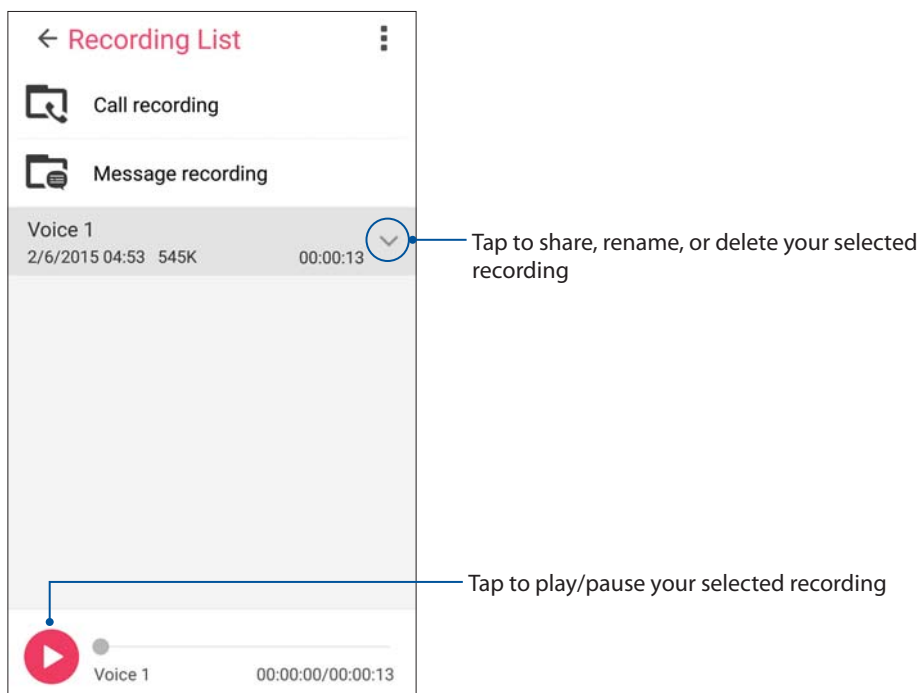 Recording List
Call recording
Message recording
Voice 1
2/6/2015 04:53 545K 00:00:13
Tap to share, rename, or delete your selected
recording
Tap to play/pause your selected recording
Voice 1 00:00:00/00:00:13